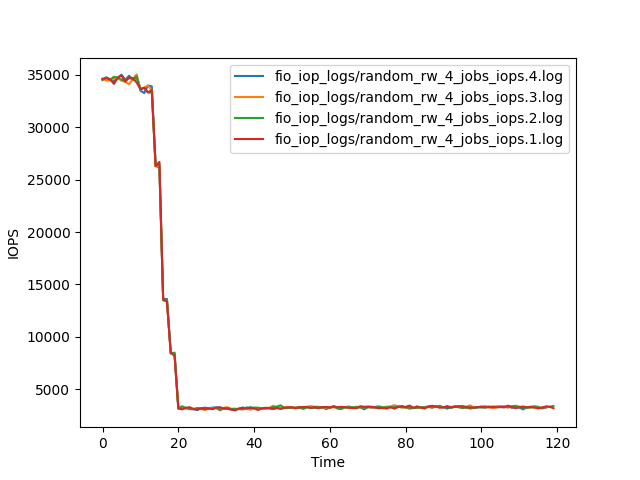 fio_iop_logs/random_rw_4_jobs_iops.4.log
fio_iop_logs/random_rw_4_jobs_iops.3.log
fio_iop_logs/random_rw_4_jobs_iops.2.log
fio_iop_logs/random_rw_4_jobs_iops.1.log
35000
30000
25000
20000
15000
10000
5000
IOPS
0 20 40 60 80 100 120
Time